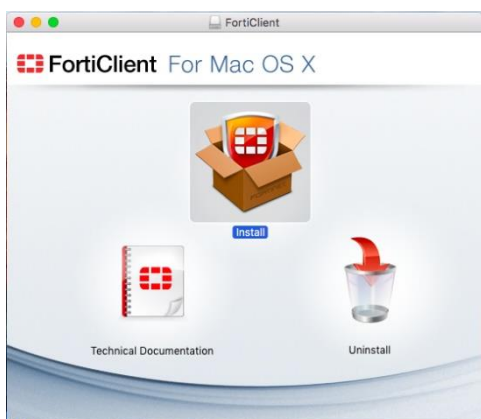 FortiClient
FortiClient For Mac OS X
Install
Technical Documentation
Uninstall